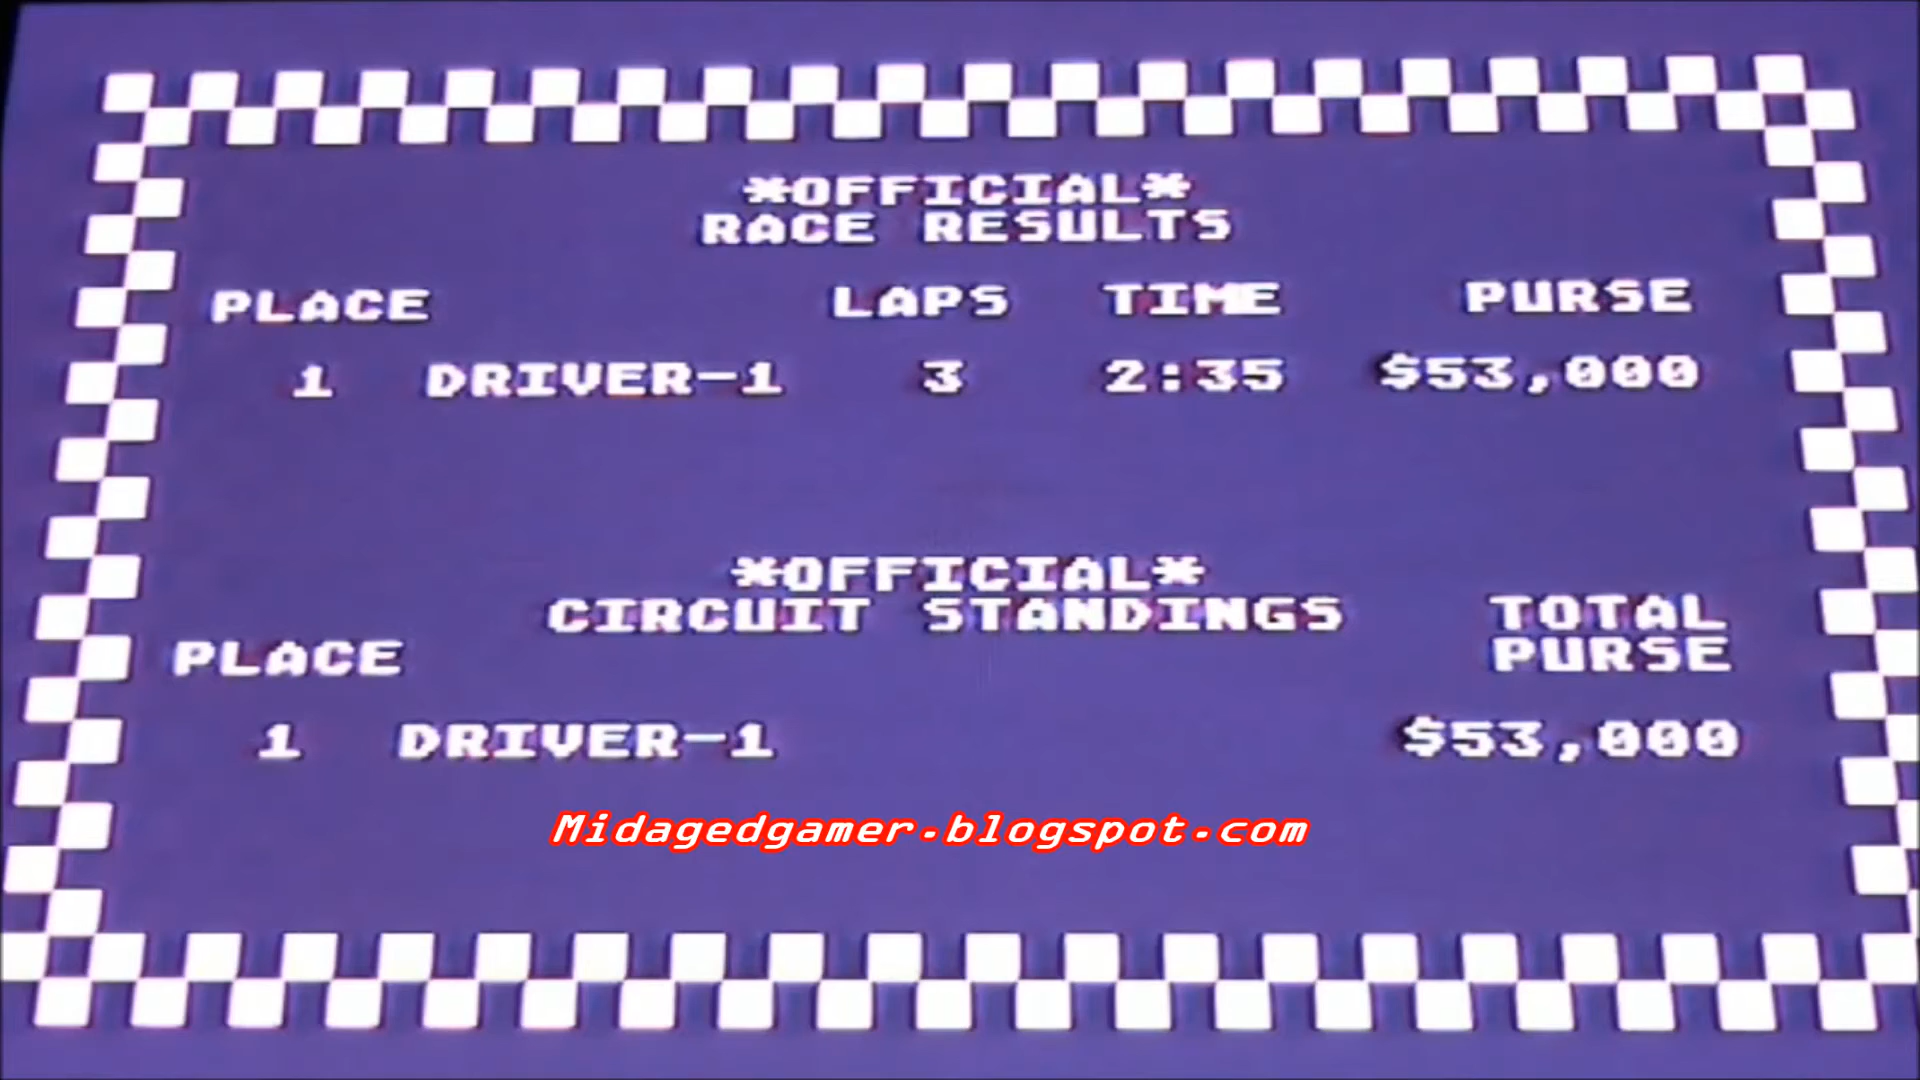 *OFFICIAL*
RACE RESULTS
PLACE LAPS TIME PURSE
1 DRIVER-1 3 2:35 $53,000
*OFFICIAL*
CIRCUIT STANDINGS TOTAL
PLACE PURSE
1 DRIVER-1 $53,000
Midagedgamer.blogspot.com